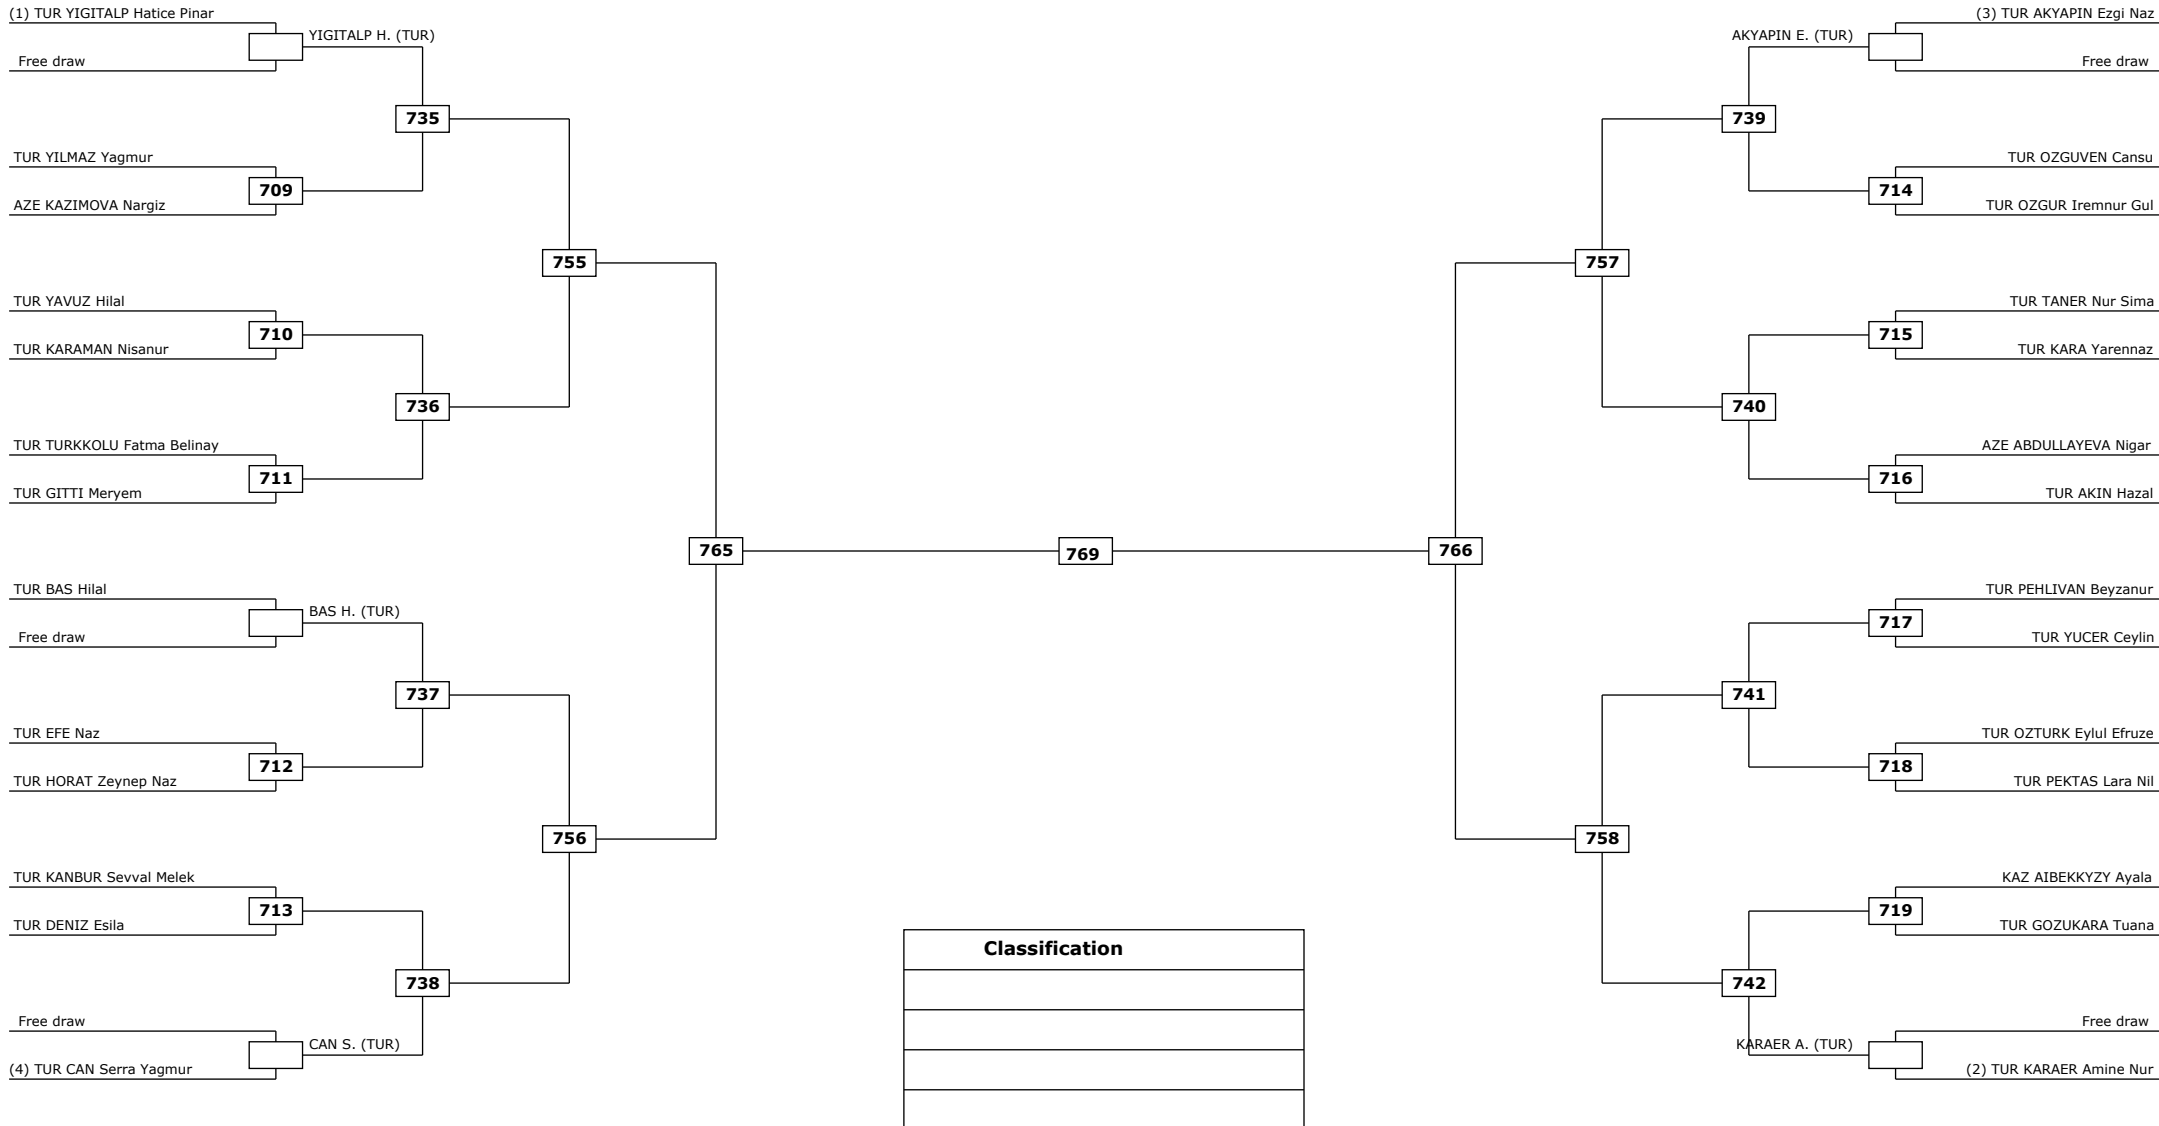 (1) TUR YIGITALP Hatice Pinar
YIGITALP H. (TUR)
Free draw
735
TUR YILMAZ Yagmur
709
AZE KAZIMOVA Nargiz
755
TUR YAVUZ Hilal
710
TUR KARAMAN Nisanur
736
TUR TURKKOLU Fatma Belinay
711
TUR GITTI Meryem
765
TUR BAS Hilal
BAS H. (TUR)
Free draw
737
TUR EFE Naz
712
TUR HORAT Zeynep Naz
756
TUR KANBUR Sevval Melek
713
TUR DENIZ Esila
738
Free draw
CAN S. (TUR)
(4) TUR CAN Serra Yagmur
769
(3) TUR AKYAPIN Ezgi Naz
AKYAPIN E. (TUR)
Free draw
739
TUR OZGUVEN Cansu
714
TUR OZGUR Iremnur Gul
757
TUR TANER Nur Sima
715
TUR KARA Yarennaz
740
AZE ABDULLAYEVA Nigar
716
TUR AKIN Hazal
766
TUR PEHLIVAN Beyzanur
717
TUR YUCER Ceylin
741
TUR OZTURK Eylul Efruze
718
TUR PEKTAS Lara Nil
758
KAZ AIBEKKYZY Ayala
719
TUR GOZUKARA Tuana
742
Free draw
KARAER A. (TUR)
(2) TUR KARAER Amine Nur
Classification